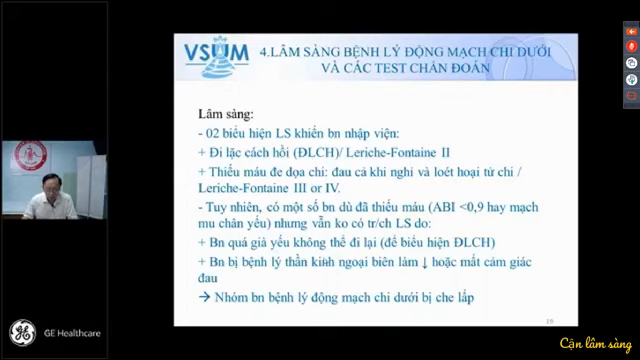 VSUM
4.LÂM SÀNG BỆNH LÝ ĐỘNG MẠCH CHI DƯỚI
VÀ CÁC TEST CHẨN ĐOÁN
Lâm sàng:
- 02 biểu hiện LS khiến bn nhập viện:
+ Đi lặc cách hồi (ĐLCH)/ Leriche-Fontaine II
+ Thiếu máu đe dọa chi: đau cả khi nghỉ và loét hoại tử chi /
Leriche-Fontaine III or IV.
- Tuy nhiên, có một số bn dù đã thiếu máu (ABI <0,9 hay mạch
mu chân yếu) nhưng vẫn ko có tr/ch LS do:
+ Bn quá già yếu không thể đi lại (để biểu hiện ĐLCH)
+ Bn bị bệnh lý thần kinh ngoại biên làm ↓ hoặc mất cảm giác
đau
→ Nhóm bn bệnh lý động mạch chi dưới bị che lấp
19
GE Healthcare
Cận lâm sàng